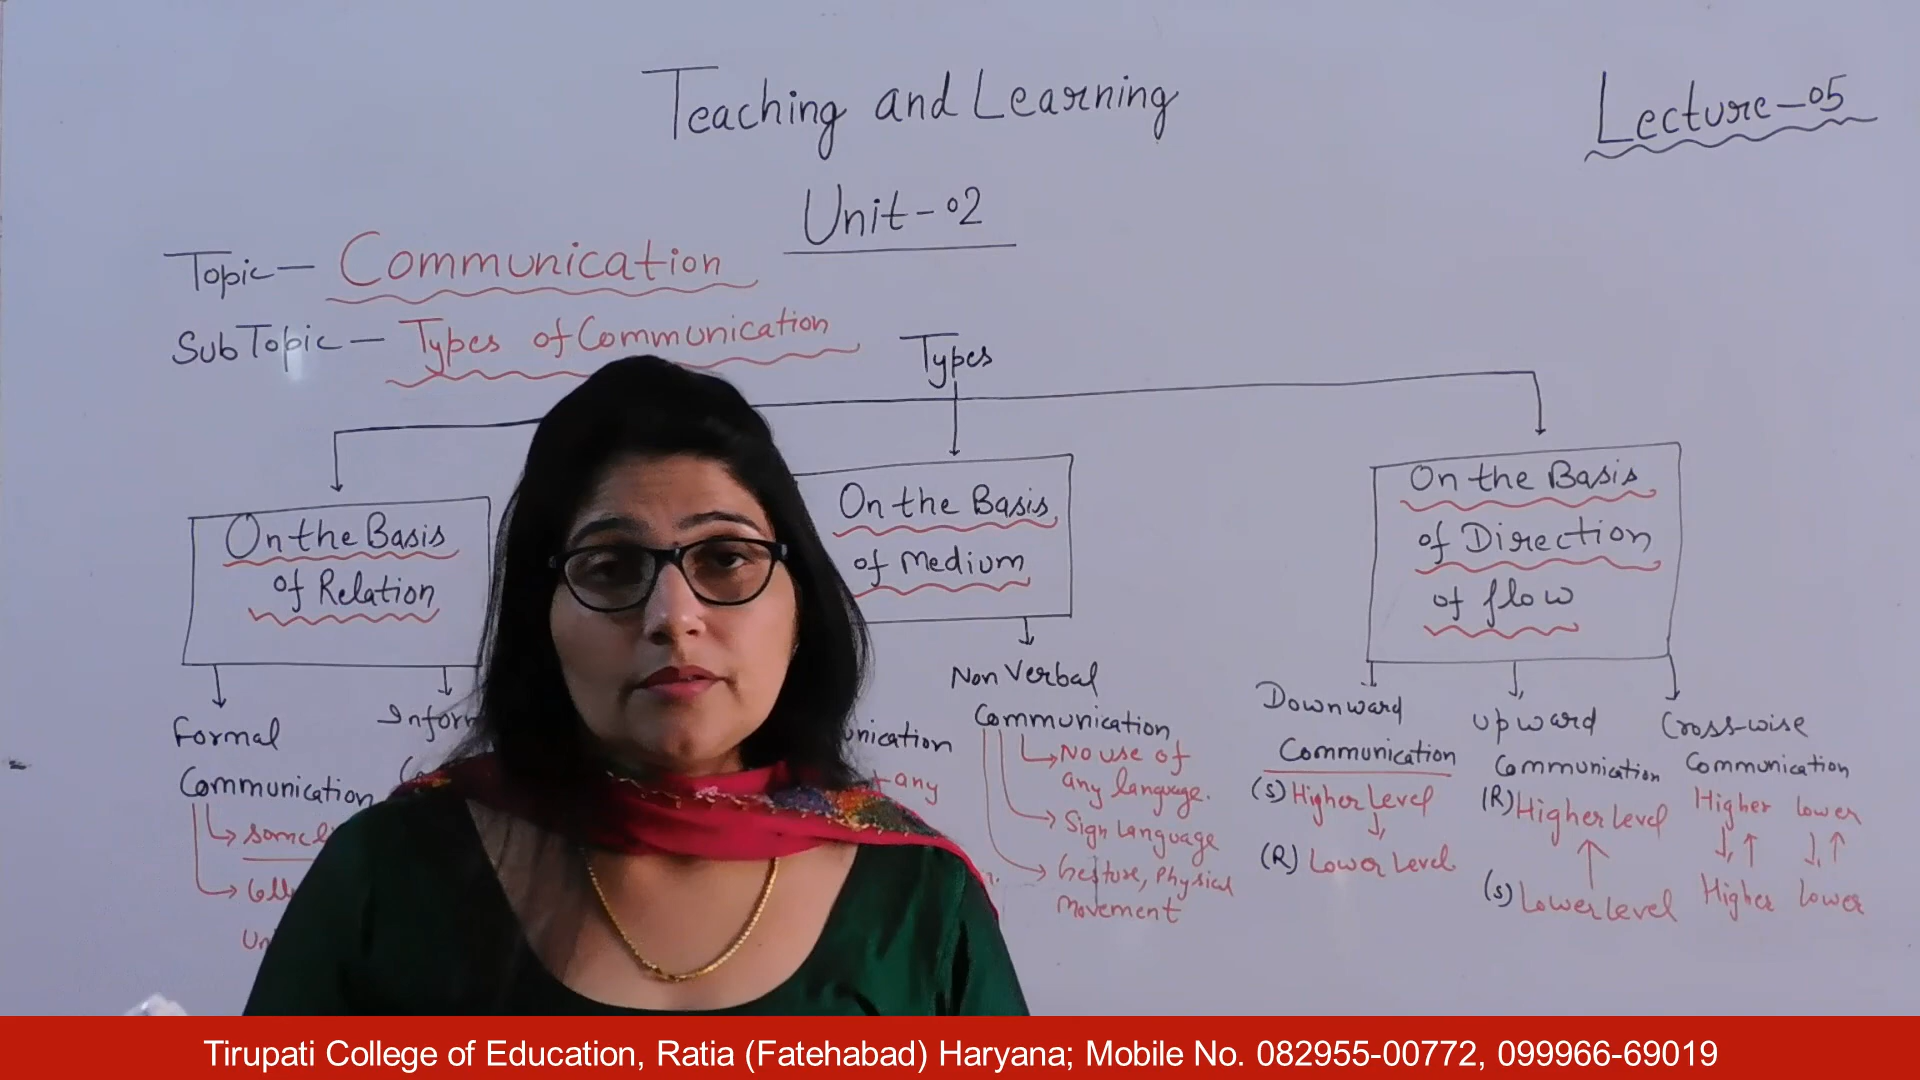 Teaching and Learning
Lecture-05
Unit-02
Topic- Communication
Sub Topic- Types of Communication
Types
On the Basis
of Relation
On the Basis
of Medium
On the Basis
of Direction
of flow
Formal
Communication
Non Verbal
Communication
No use of
any language.
Sign language
Gesture, Physical
movement
any
Downward
Communication
(S) Higher Level
(R) Lower Level
Upward
Communication
(R) Higher Level
(S) Lower Level
Cross-wise
Communication
Higher Lower
Higher Lower
Tirupati College of Education, Ratia (Fatehabad) Haryana; Mobile No. 082955-00772, 099966-69019